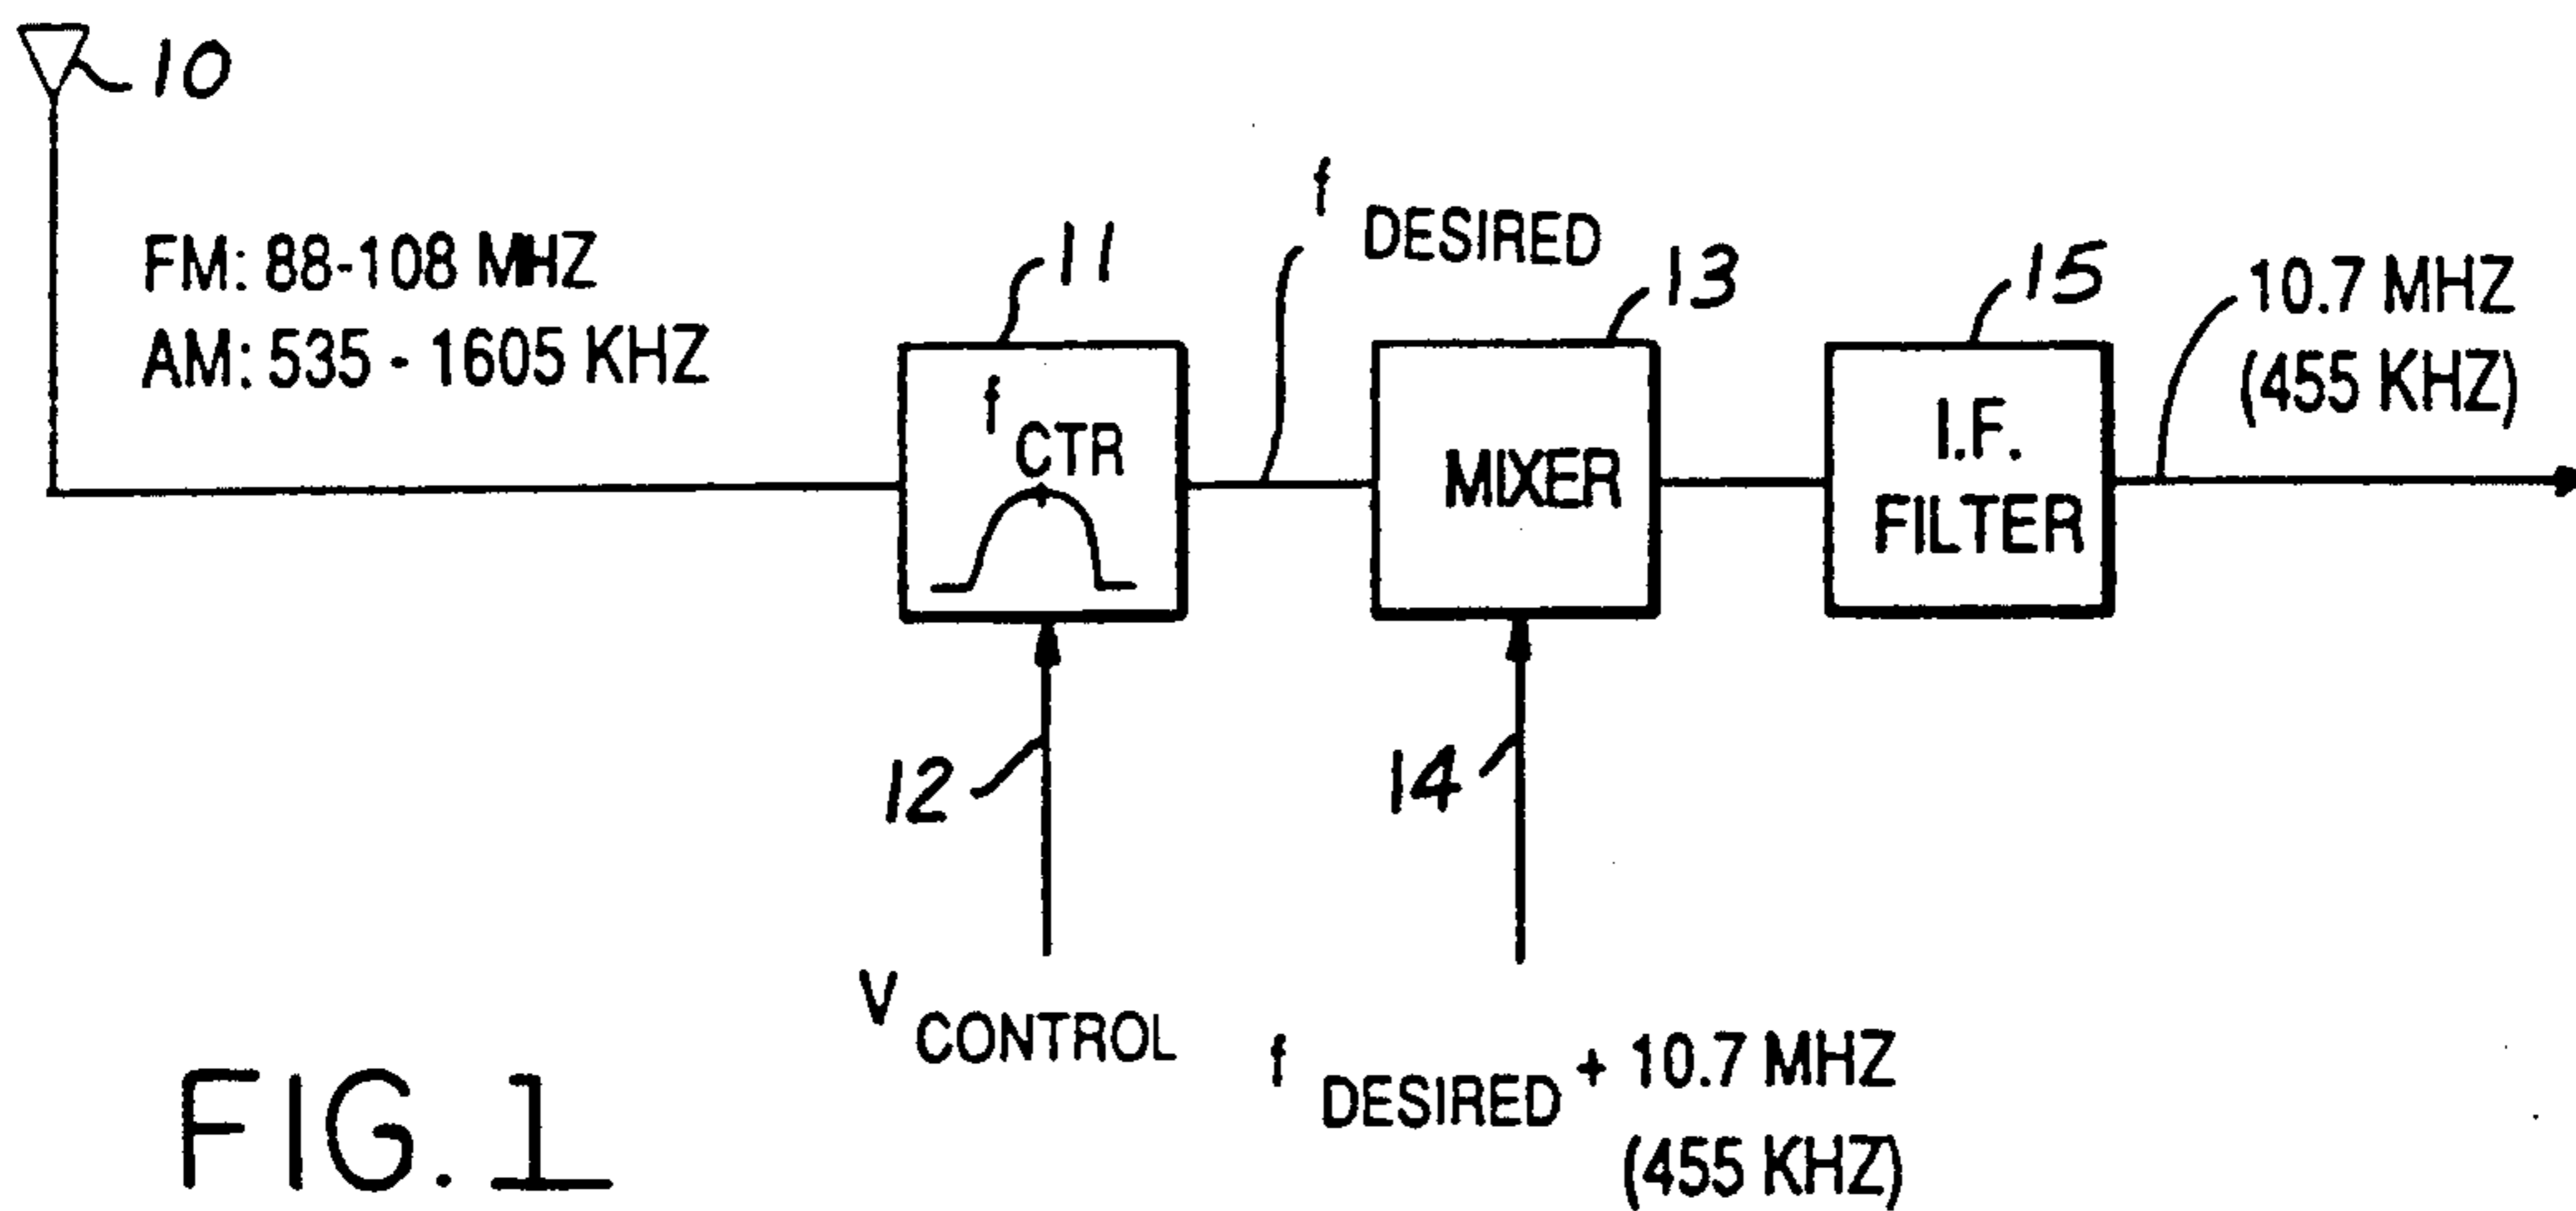 10
FM: 88-108 MHZ
AM: 535 - 1605 KHZ
11
f CTR
f DESIRED
13
MIXER
15
I.F.
FILTER
10.7 MHZ
(455 KHZ)
12
14
V CONTROL
f DESIRED + 10.7 MHZ
(455 KHZ)
FIG. 1